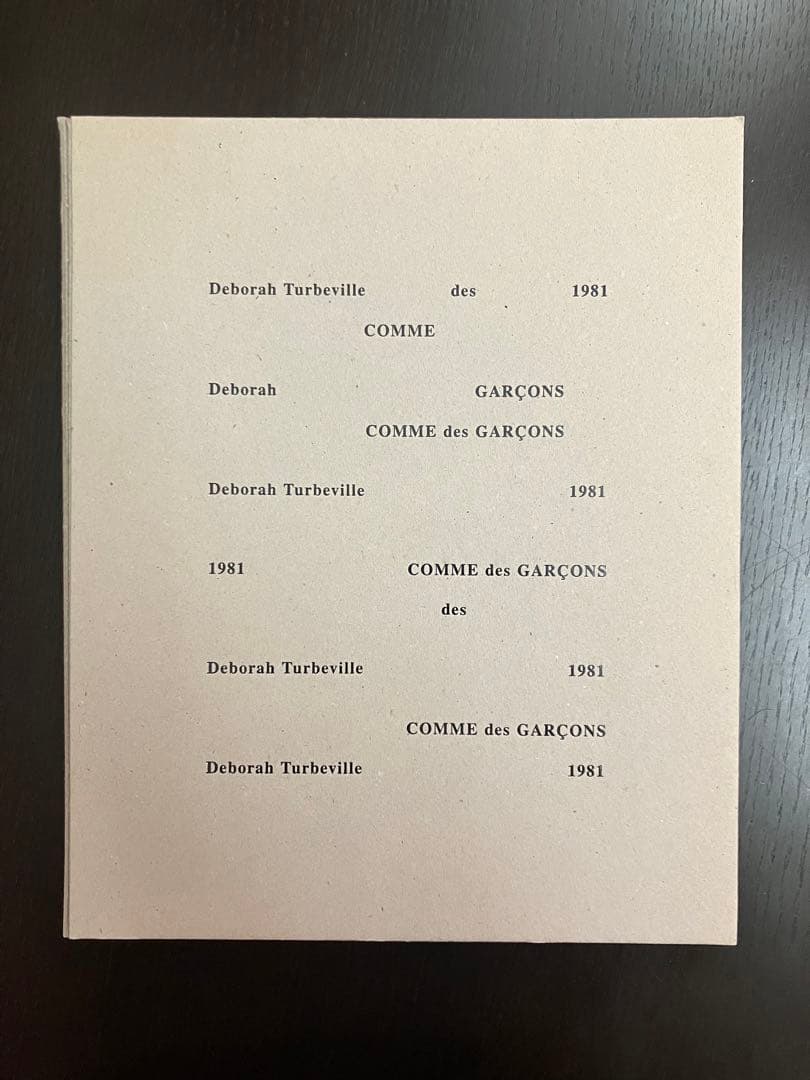 Deborah Turbeville des 1981
COMME
Deborah GARÇONS
COMME des GARÇONS
Deborah Turbeville 1981
1981 COMME des GARÇONS
des
Deborah Turbeville 1981
COMME des GARÇONS
Deborah Turbeville 1981